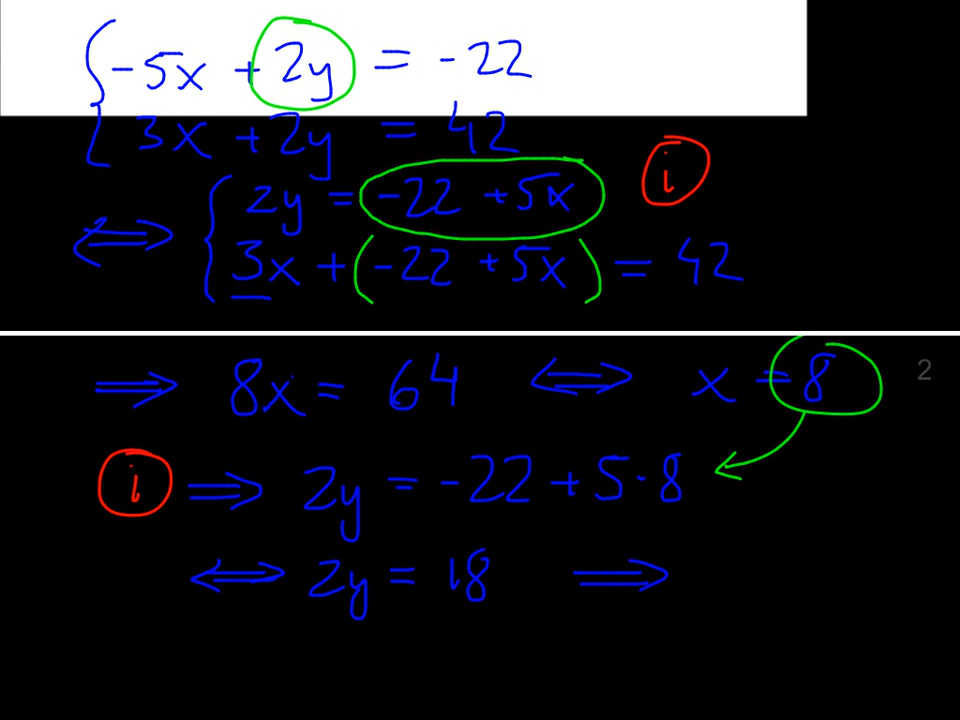 { -5x + 2y = -22
{ 3x + 2y = 42
⟺ { 2y = -22 + 5x i
{ 3x + (-22 + 5x) = 42
⟹ 8x = 64 ⟺ x = 8 2
i ⟹ 2y = -22 + 5·8
⟺ 2y = 18 ⟹